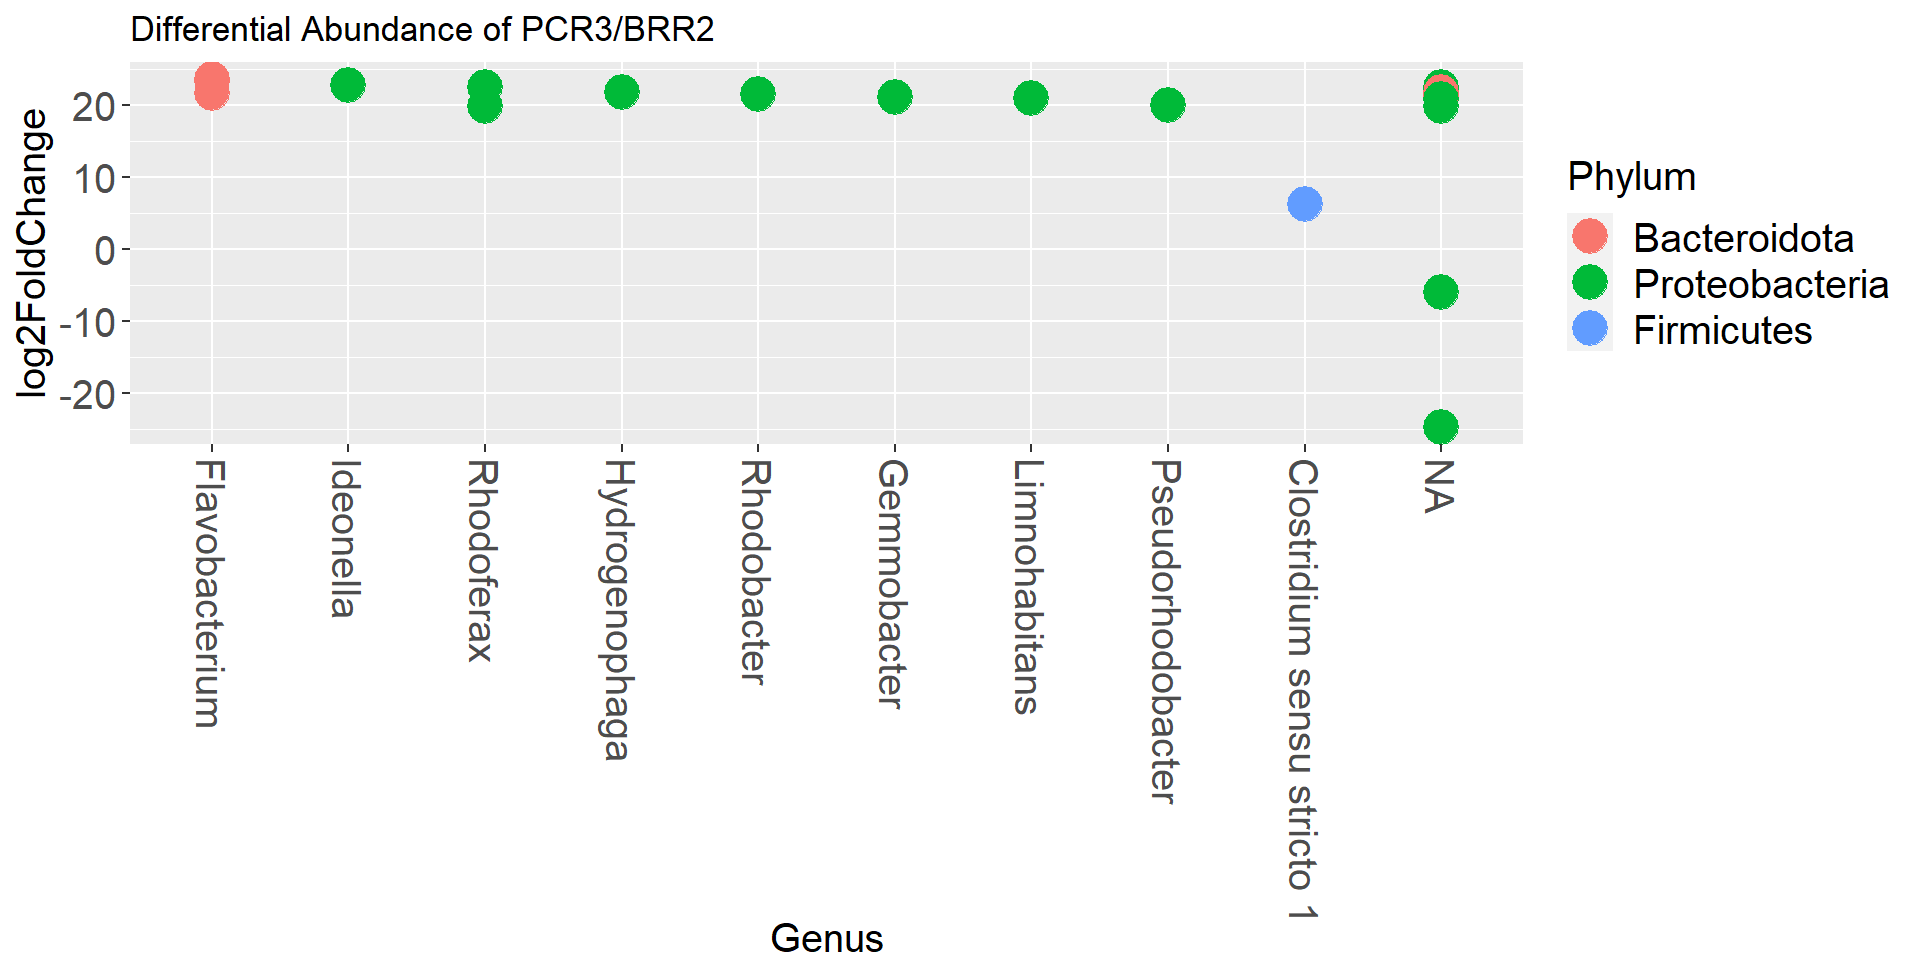 Differential Abundance of PCR3/BRR2
log2FoldChange
20
10
0
-10
-20
Flavobacterium
Ideonella
Rhodoferax
Hydrogenophaga
Rhodobacter
Gemmobacter
Limnohabitans
Pseudorhodobacter
Clostridium sensu stricto 1
NA
Genus
Phylum
Bacteroidota
Proteobacteria
Firmicutes